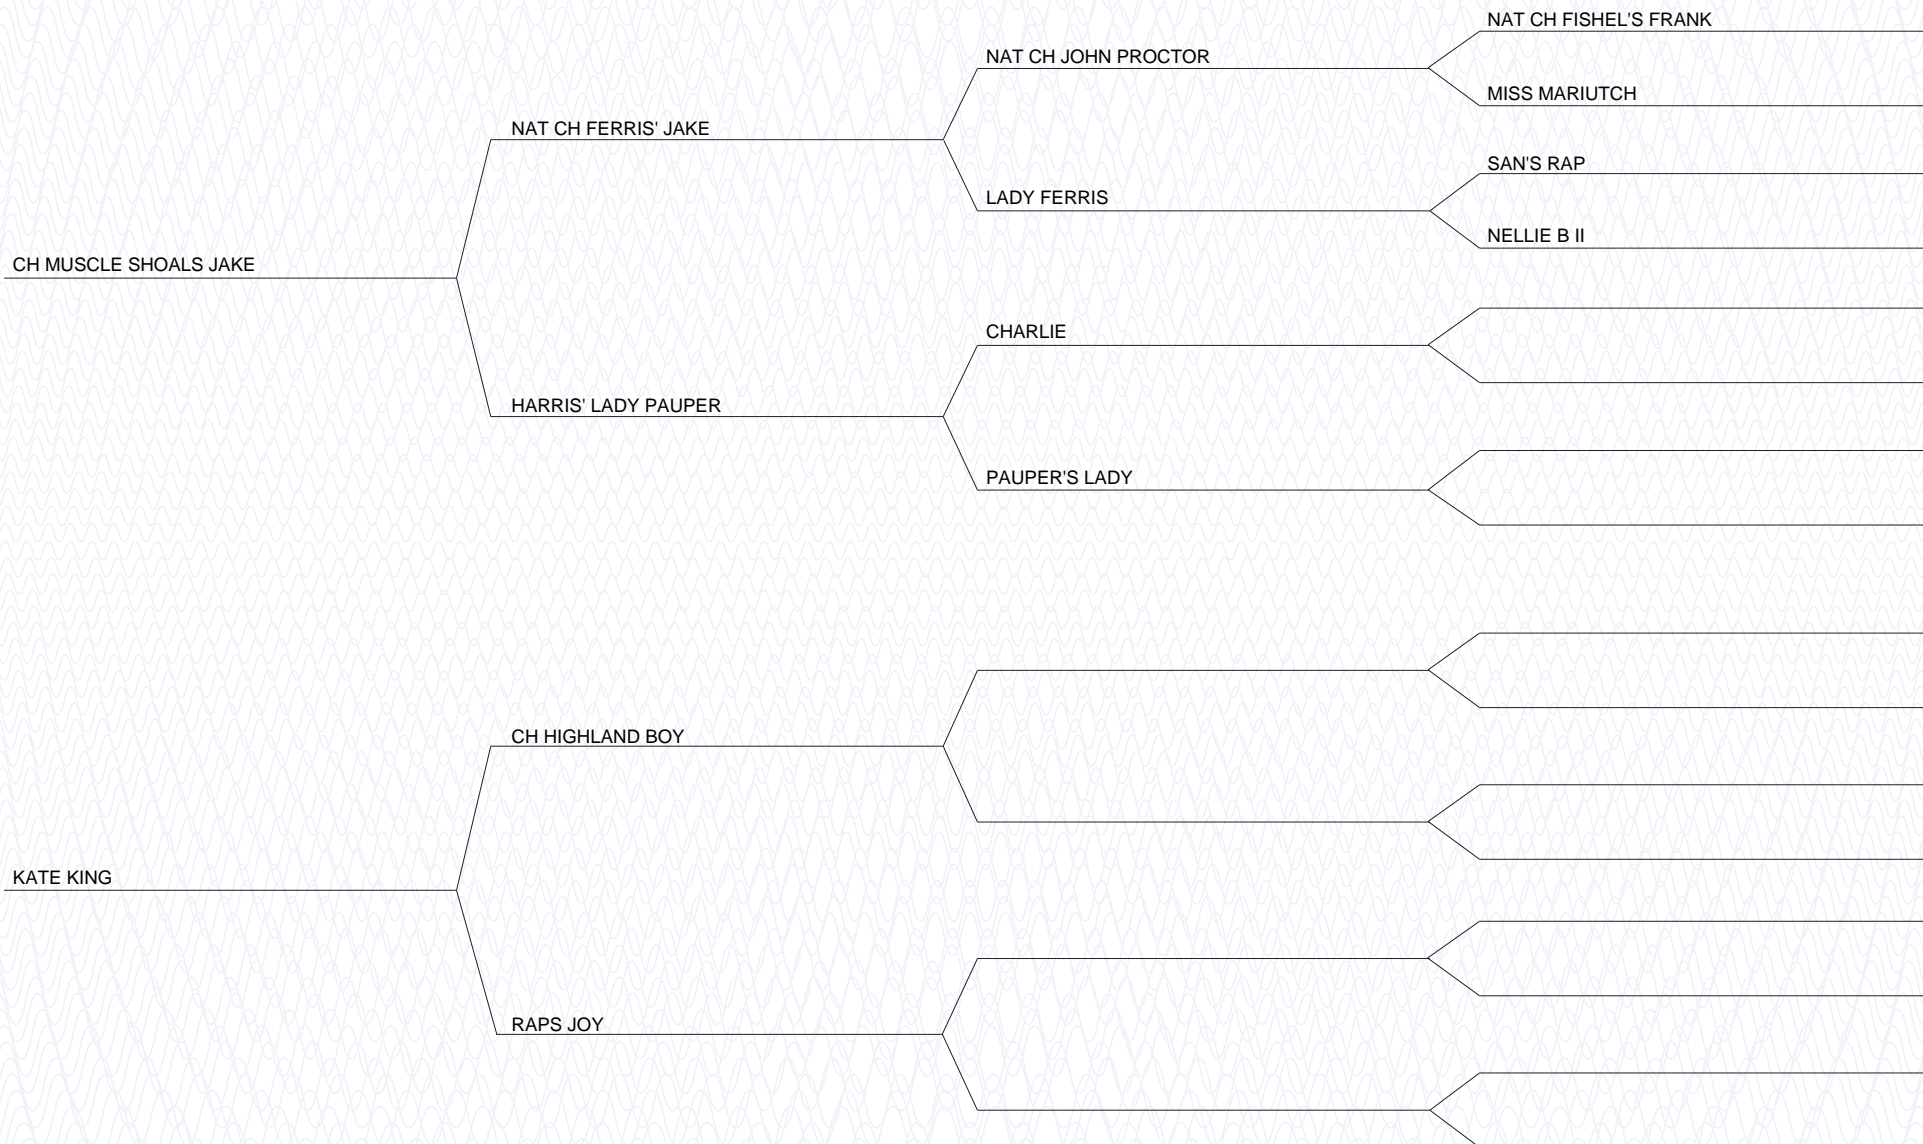 NAT CH FISHEL'S FRANK
NAT CH JOHN PROCTOR
MISS MARIUTCH
NAT CH FERRIS' JAKE
SAN'S RAP
LADY FERRIS
NELLIE B II
CH MUSCLE SHOALS JAKE
CHARLIE
HARRIS' LADY PAUPER
PAUPER'S LADY
CH HIGHLAND BOY
KATE KING
RAPS JOY